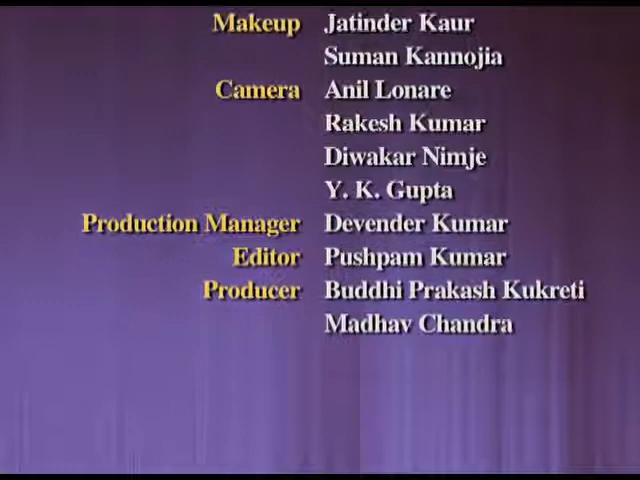 Makeup Jatinder Kaur
Suman Kannojia
Camera Anil Lonare
Rakesh Kumar
Diwakar Nimje
Y. K. Gupta
Production Manager Devender Kumar
Editor Pushpam Kumar
Producer Buddhi Prakash Kukreti
Madhav Chandra